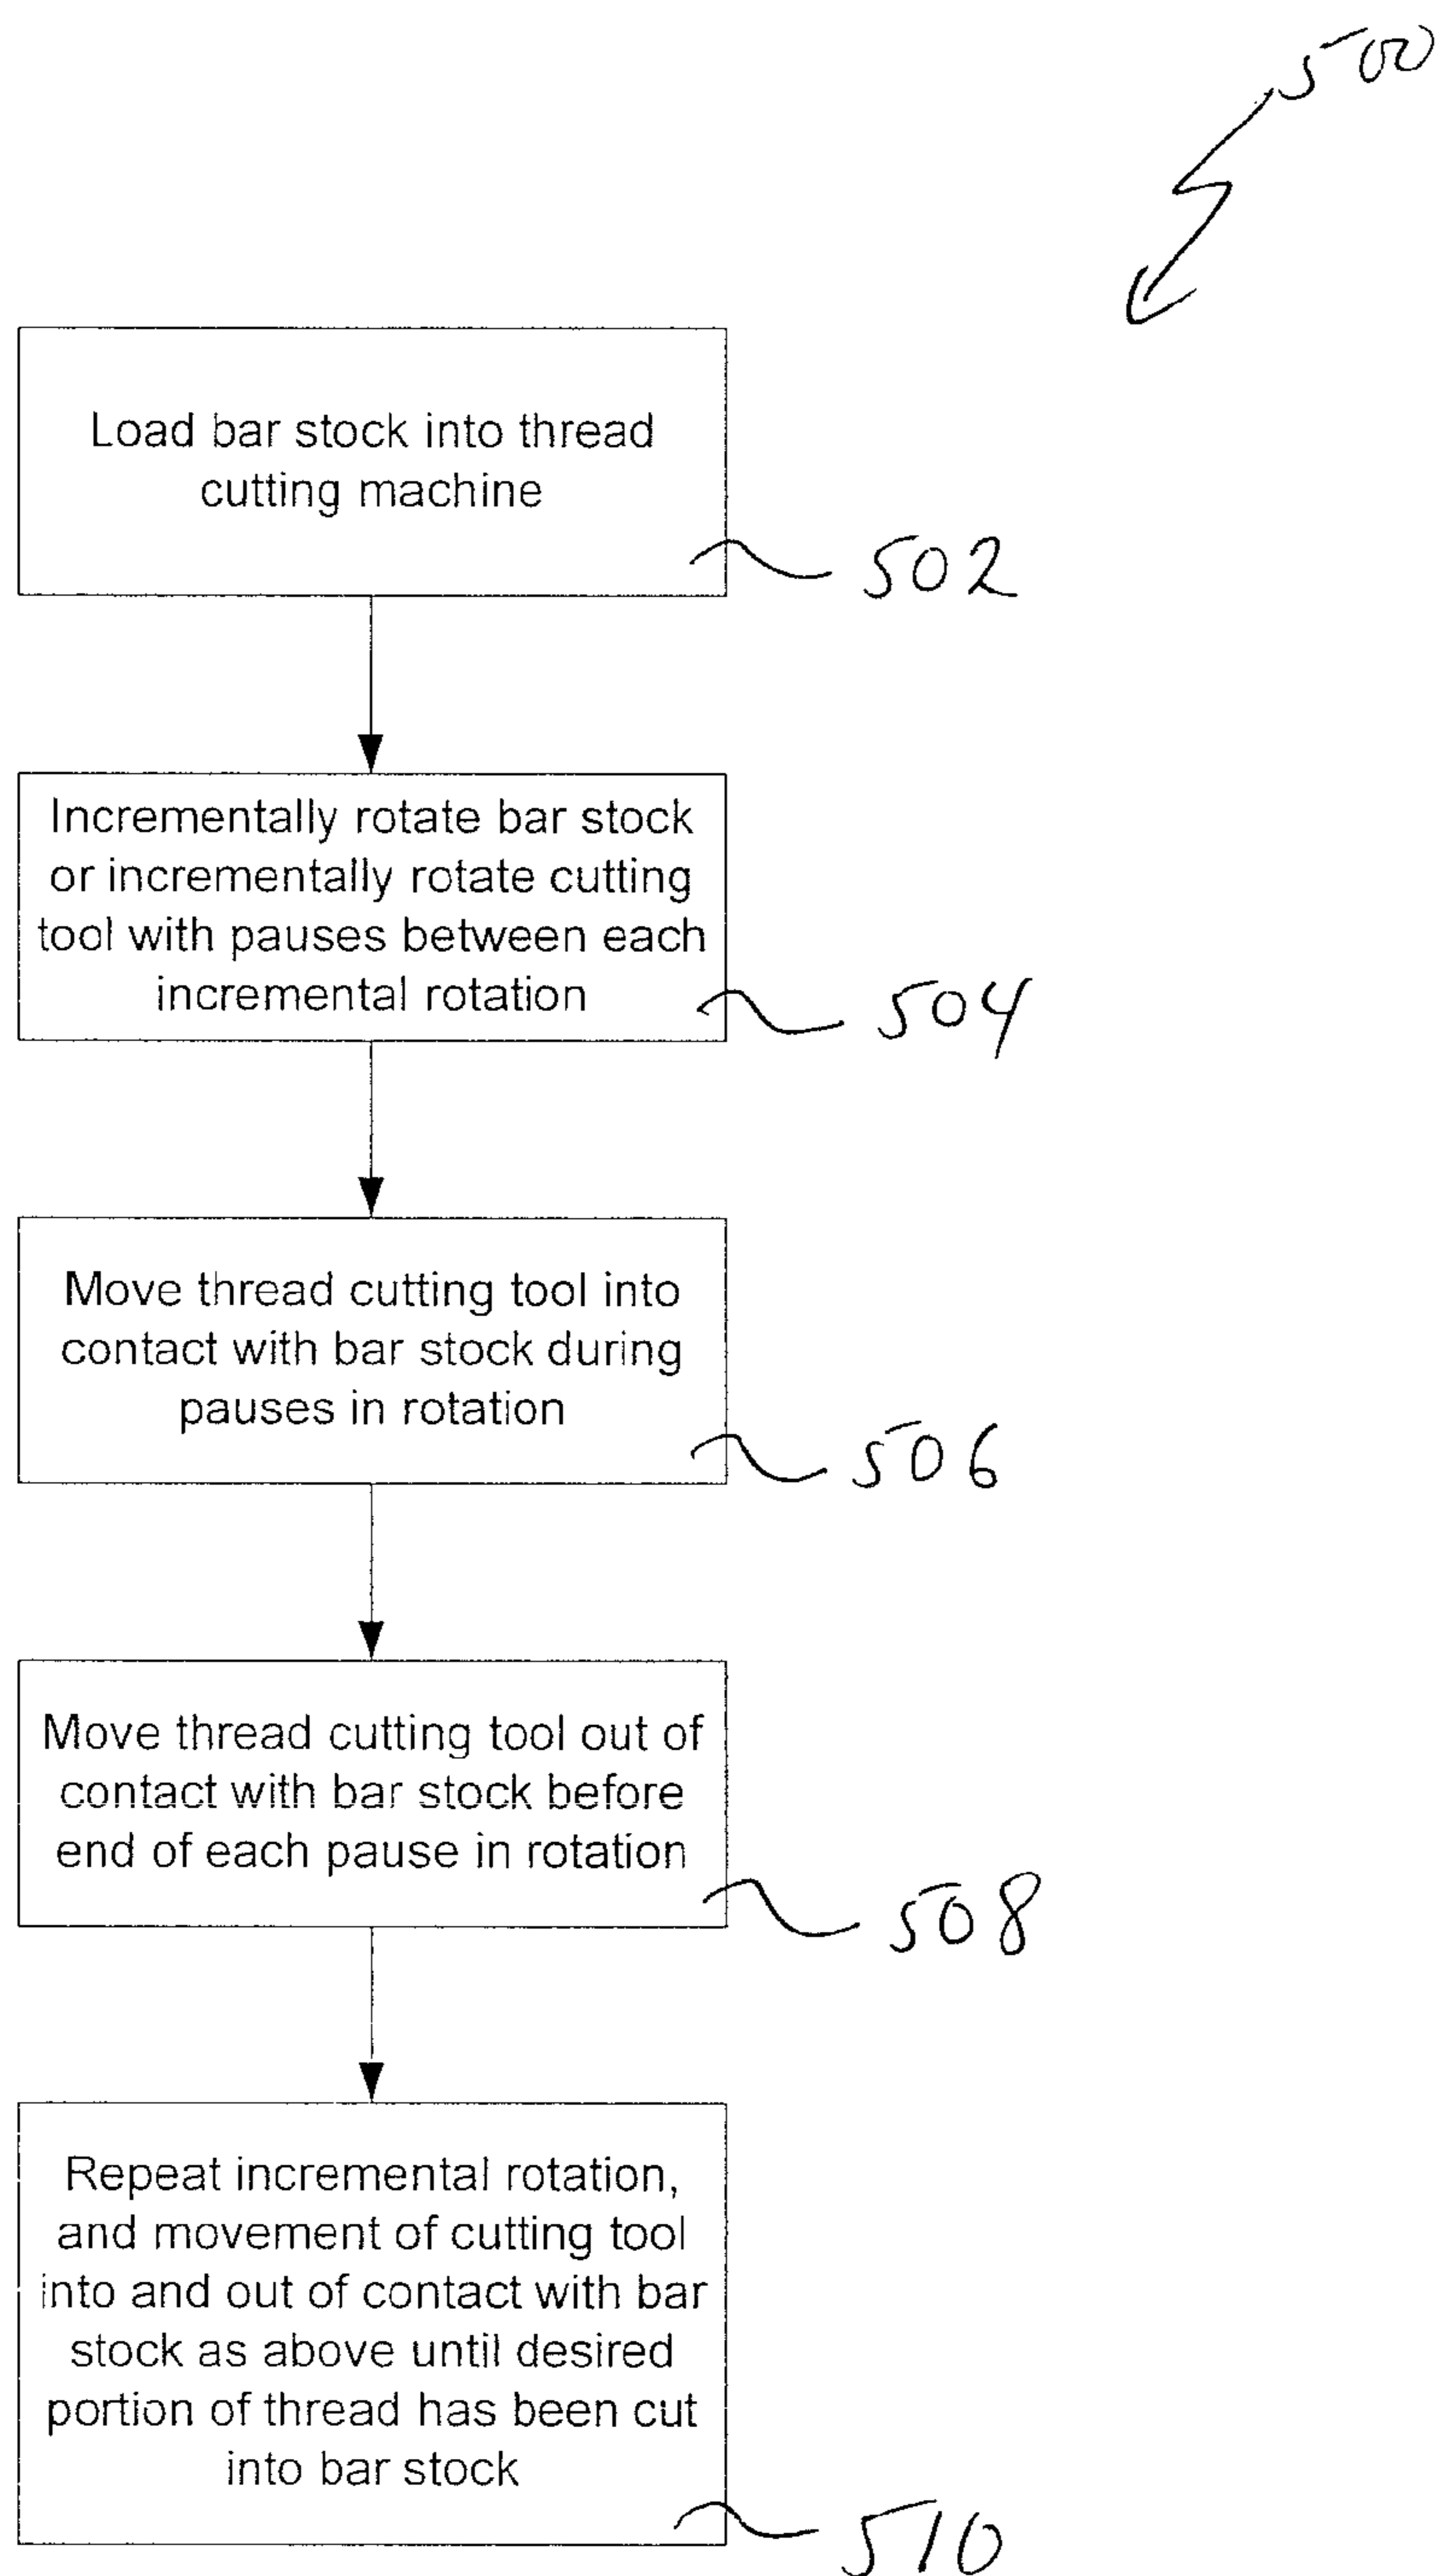 500
Load bar stock into thread
cutting machine
502
Incrementally rotate bar stock
or incrementally rotate cutting
tool with pauses between each
incremental rotation
504
Move thread cutting tool into
contact with bar stock during
pauses in rotation
506
Move thread cutting tool out of
contact with bar stock before
end of each pause in rotation
508
Repeat incremental rotation,
and movement of cutting tool
into and out of contact with bar
stock as above until desired
portion of thread has been cut
into bar stock
510